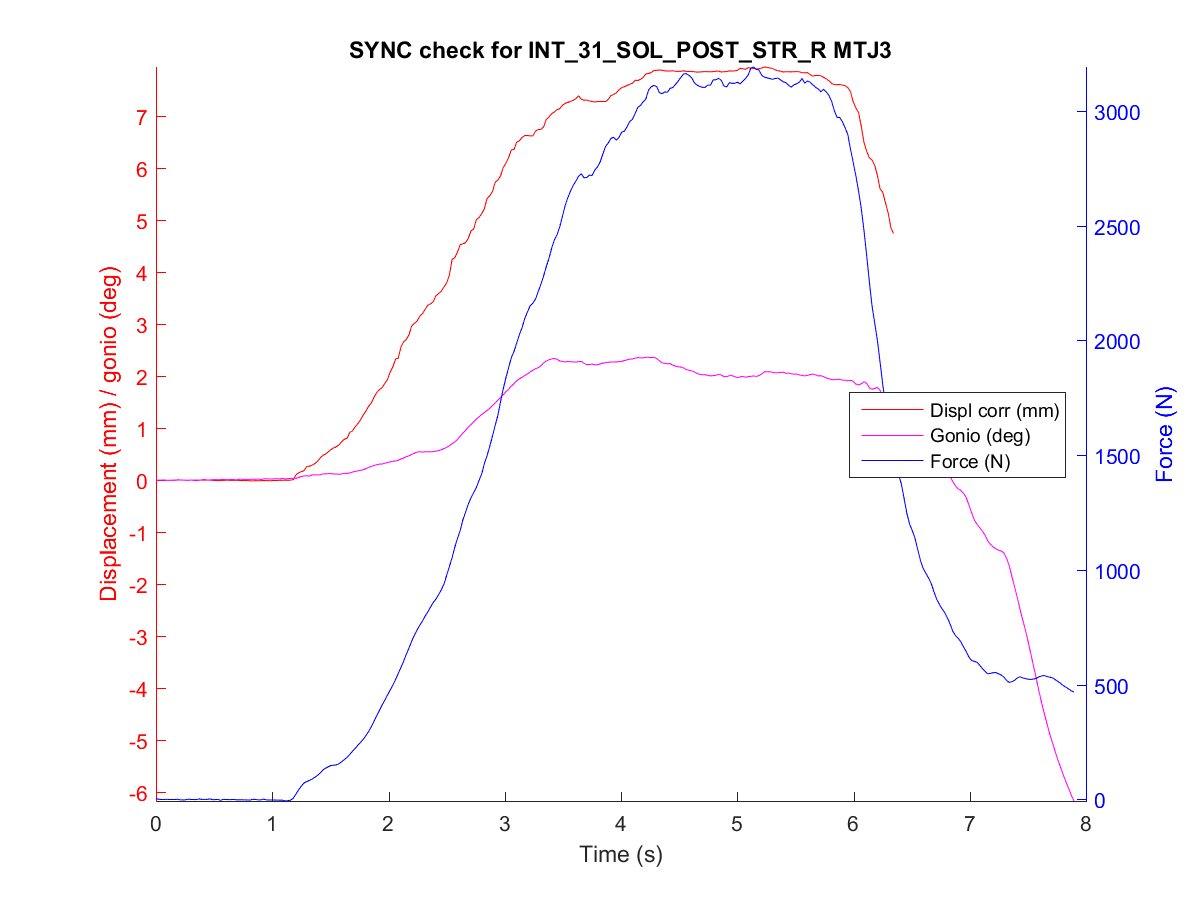 SYNC check for INT_31_SOL_POST_STR_R MTJ3
Displacement (mm) / gonio (deg)
7
6
5
4
3
2
1
0
-1
-2
-3
-4
-5
-6
3000
2500
2000
1500
1000
500
0
Force (N)
Displ corr (mm)
Gonio (deg)
Force (N)
0 1 2 3 4 5 6 7 8
Time (s)